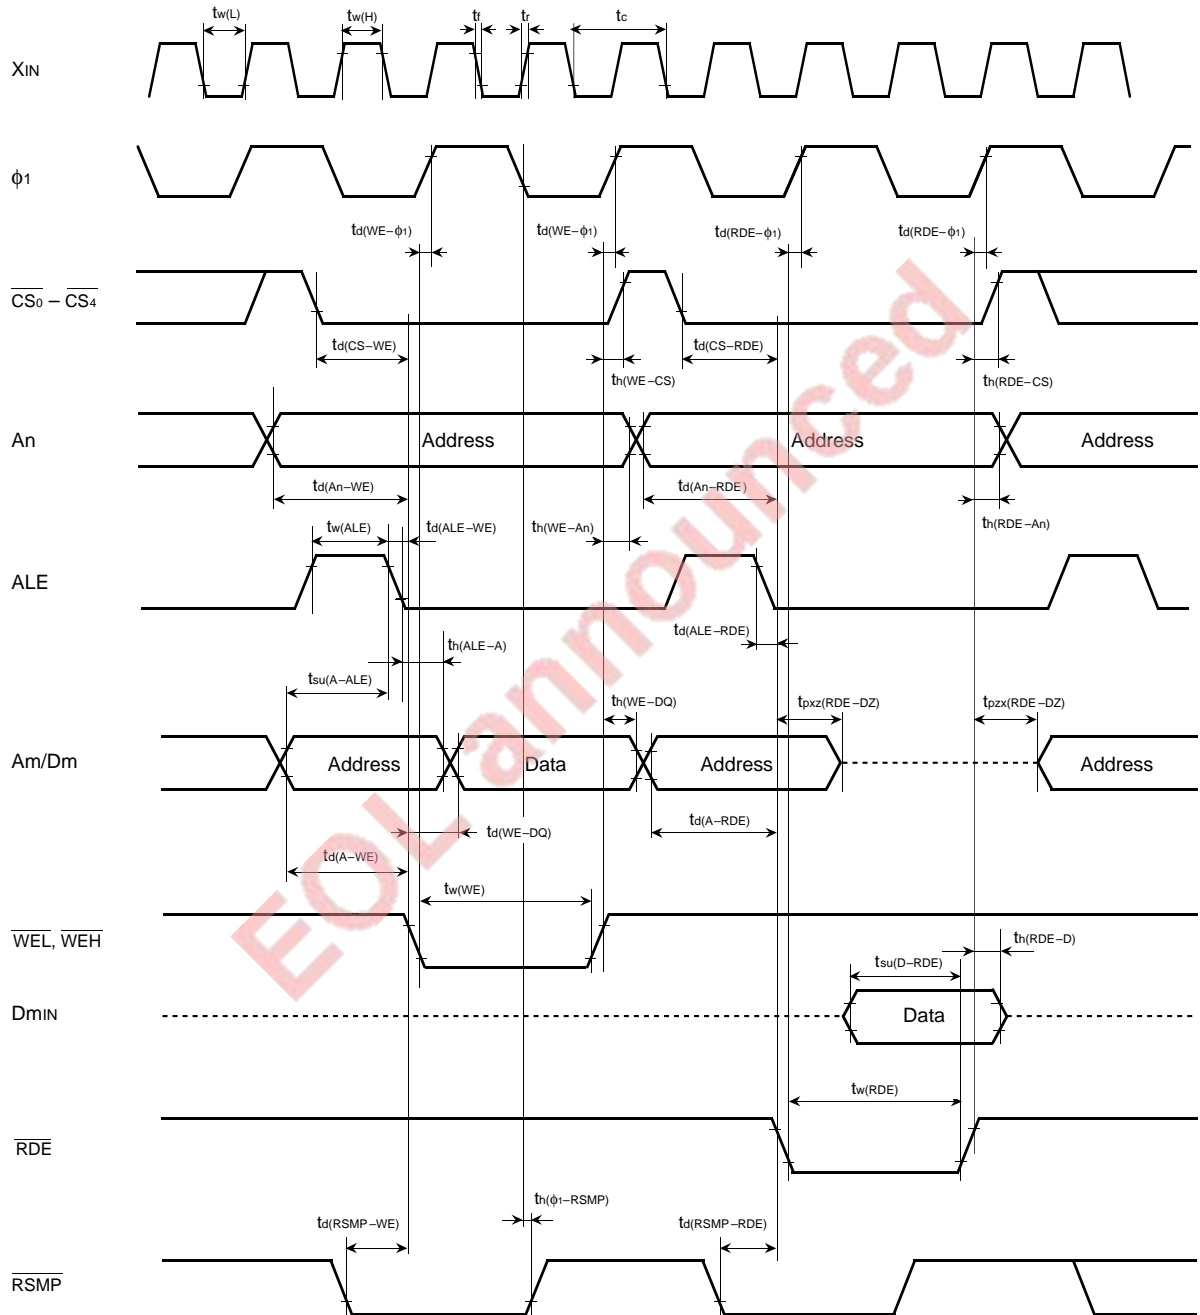 tw(L) tw(H) tf tr tc
XIN
ϕ1
td(WE–ϕ1) td(WE–ϕ1) td(RDE–ϕ1) td(RDE–ϕ1)
CS0 – CS4
td(CS–WE) td(CS–RDE)
th(WE–CS) th(RDE–CS)
An Address Address Address
td(An–WE) td(An–RDE)
tw(ALE) td(ALE–WE) th(WE–An) th(RDE–An)
ALE
td(ALE–RDE)
th(ALE–A)
tsu(A–ALE) th(WE–DQ) tpxz(RDE–DZ) tpzx(RDE–DZ)
Am/Dm Address Data Address Address
td(WE–DQ) td(A–RDE)
td(A–WE)
tw(WE)
WEL, WEH
th(RDE–D)
tsu(D–RDE)
DmIN Data
tw(RDE)
RDE
th(ϕ1–RSMP)
td(RSMP–WE) td(RSMP–RDE)
RSMP
EOL announced